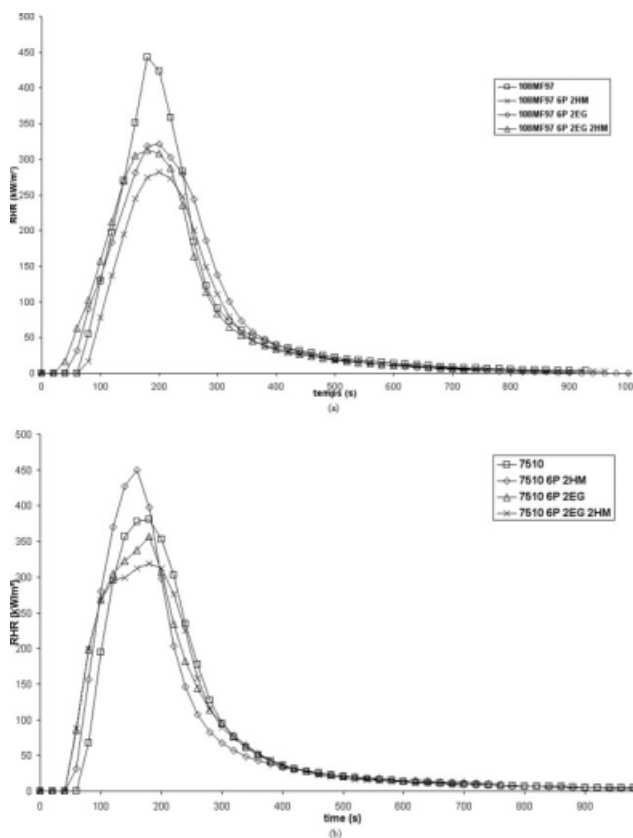 500
450
400
350
300
250
200
150
100
50
0
RHR (kW/m²)
108MF97
108MF97 6P 2HM
108MF97 6P 2EG
108MF97 6P 2EG 2HM
0 100 200 300 400 500 600 700 800 900 1000
temps (s)
(a)
500
450
400
350
300
250
200
150
100
50
0
RHR (kW/m²)
7510
7510 6P 2HM
7510 6P 2EG
7510 6P 2EG 2HM
0 100 200 300 400 500 600 700 800 900
time (s)
(b)